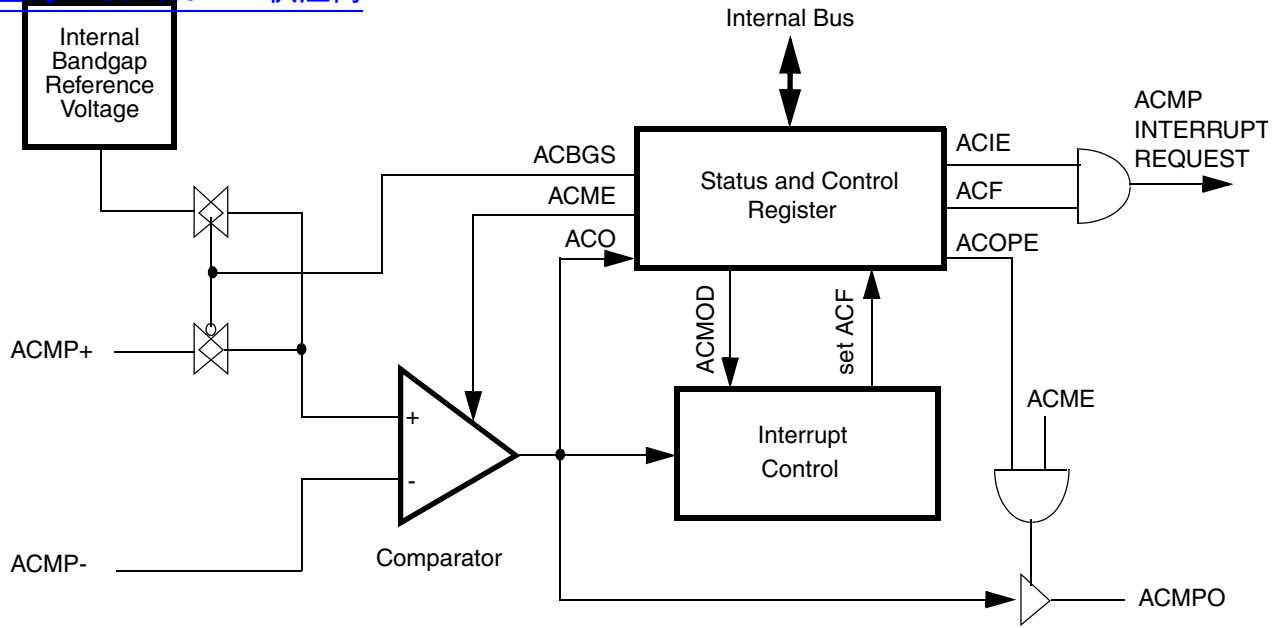 Internal
Bandgap
Reference
Voltage
Internal Bus
ACMP
INTERRUPT
REQUEST
ACBGS
ACME
ACO
Status and Control
Register
ACIE
ACF
ACOPE
ACMOD
set ACF
ACMP+
+
-
Interrupt
Control
ACME
ACMP-
Comparator
ACMPO